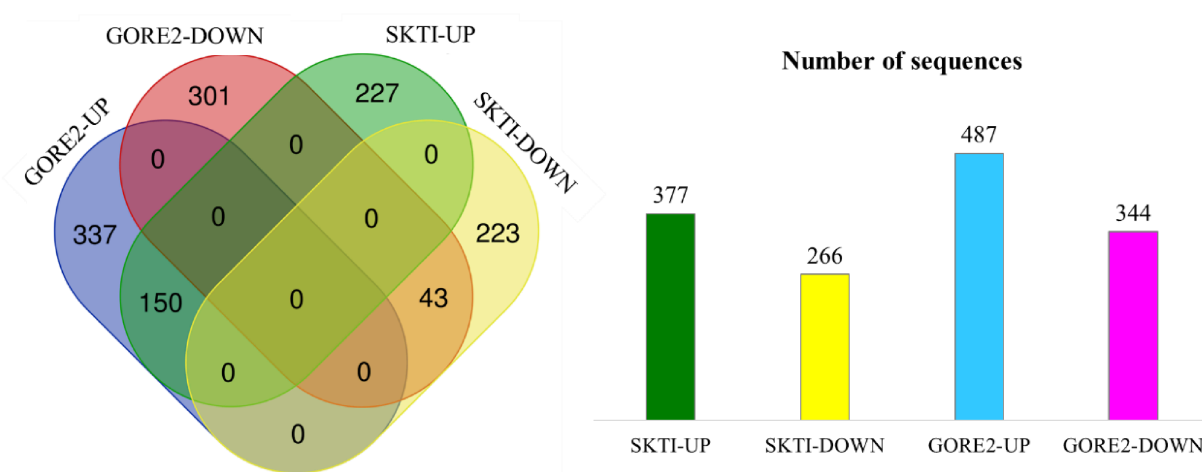 GORE2-DOWN
SKTI-UP
GORE2-UP
SKTI-DOWN
301
227
0
0
0
337
0
0
223
150
0
43
0
0
0
Number of sequences
377
266
487
344
SKTI-UP
SKTI-DOWN
GORE2-UP
GORE2-DOWN